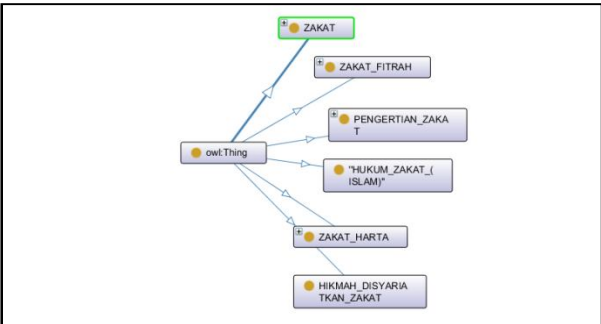 ZAKAT
ZAKAT_FITRAH
PENGERTIAN_ZAKA
T
owl:Thing
"HUKUM_ZAKAT_(
ISLAM)"
ZAKAT_HARTA
HIKMAH_DISYARIA
TKAN_ZAKAT